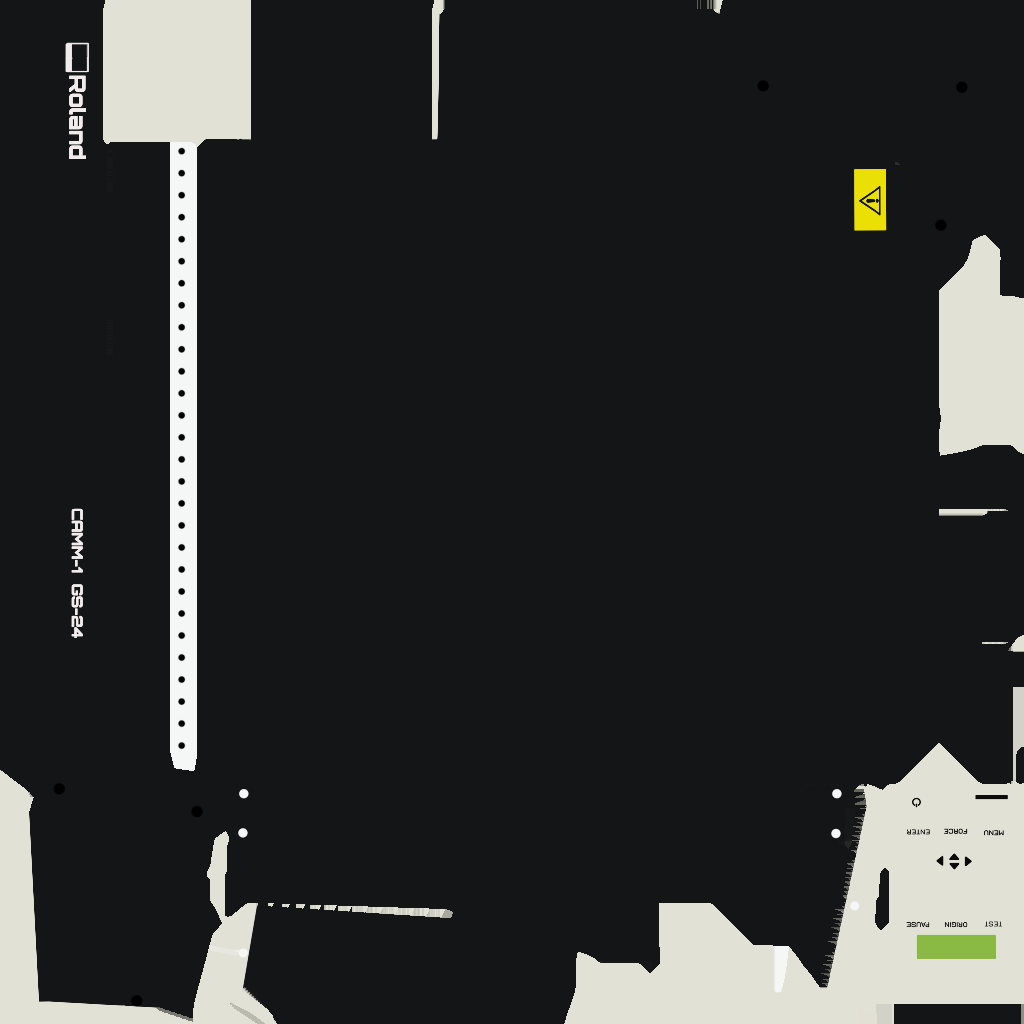 Roland
CAMM-1 GS-24
MENU
FORCE
ENTER
TEST
ORIGIN
PAUSE